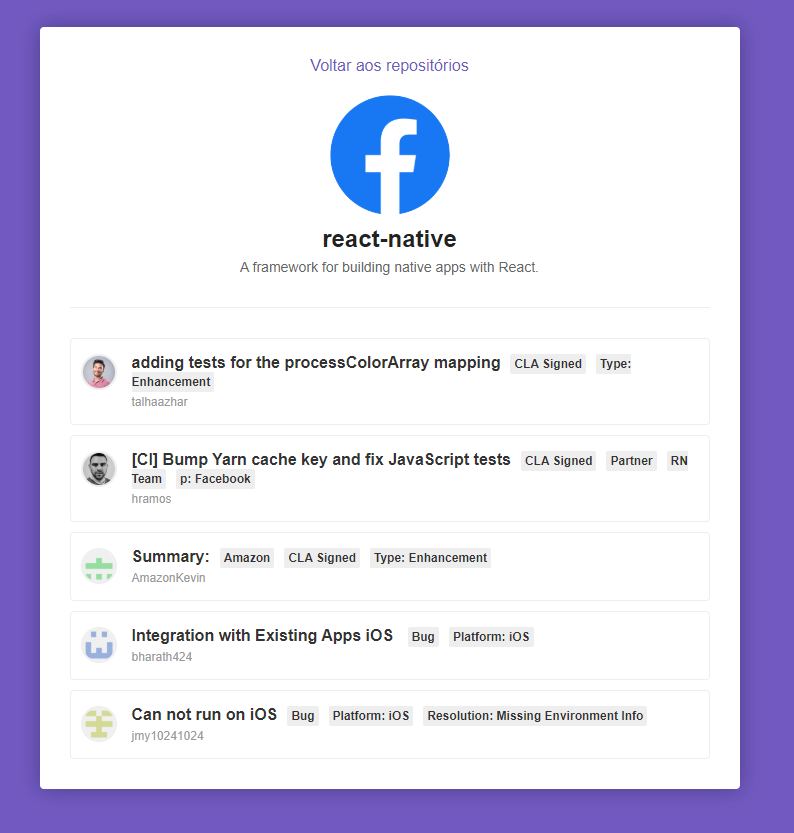 Voltar aos repositórios
react-native
A framework for building native apps with React.
adding tests for the processColorArray mapping CLA Signed Type:
Enhancement
talhaazhar
[CI] Bump Yarn cache key and fix JavaScript tests CLA Signed Partner RN
Team p: Facebook
hramos
Summary: Amazon CLA Signed Type: Enhancement
AmazonKevin
Integration with Existing Apps iOS Bug Platform: iOS
bharath424
Can not run on iOS Bug Platform: iOS Resolution: Missing Environment Info
jmy10241024